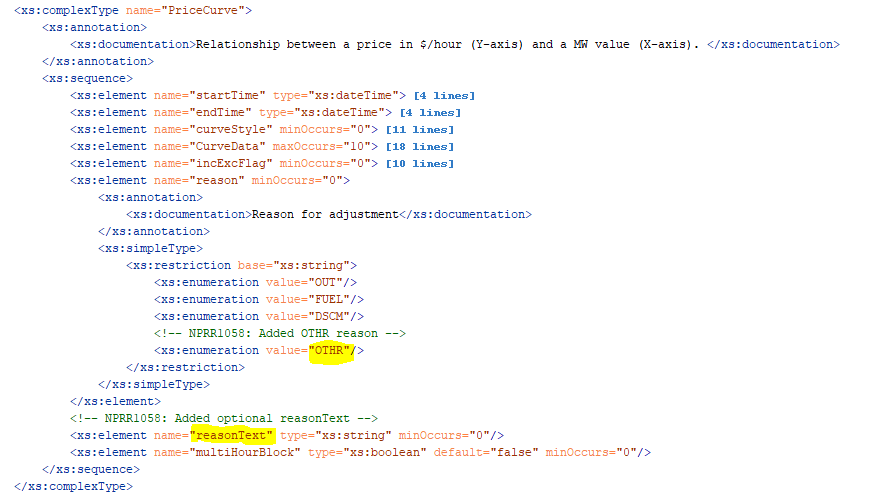 <xs:complexType name="PriceCurve">
<xs:annotation>
<xs:documentation>Relationship between a price in $/hour (Y-axis) and a MW value (X-axis). </xs:documentation>
</xs:annotation>
<xs:sequence>
<xs:element name="startTime" type="xs:dateTime"> [4 lines]
<xs:element name="endTime" type="xs:dateTime"> [4 lines]
<xs:element name="curveStyle" minOccurs="0"> [11 lines]
<xs:element name="CurveData" maxOccurs="10"> [18 lines]
<xs:element name="incExcFlag" minOccurs="0"> [10 lines]
<xs:element name="reason" minOccurs="0">
<xs:annotation>
<xs:documentation>Reason for adjustment</xs:documentation>
</xs:annotation>
<xs:simpleType>
<xs:restriction base="xs:string">
<xs:enumeration value="OUT"/>
<xs:enumeration value="FUEL"/>
<xs:enumeration value="DSCM"/>
<!-- NPRR1058: Added OTHR reason -->
<xs:enumeration value="OTHR"/>
</xs:restriction>
</xs:simpleType>
</xs:element>
<!-- NPRR1058: Added optional reasonText -->
<xs:element name="reasonText" type="xs:string" minOccurs="0"/>
<xs:element name="multiHourBlock" type="xs:boolean" default="false" minOccurs="0"/>
</xs:sequence>
</xs:complexType>